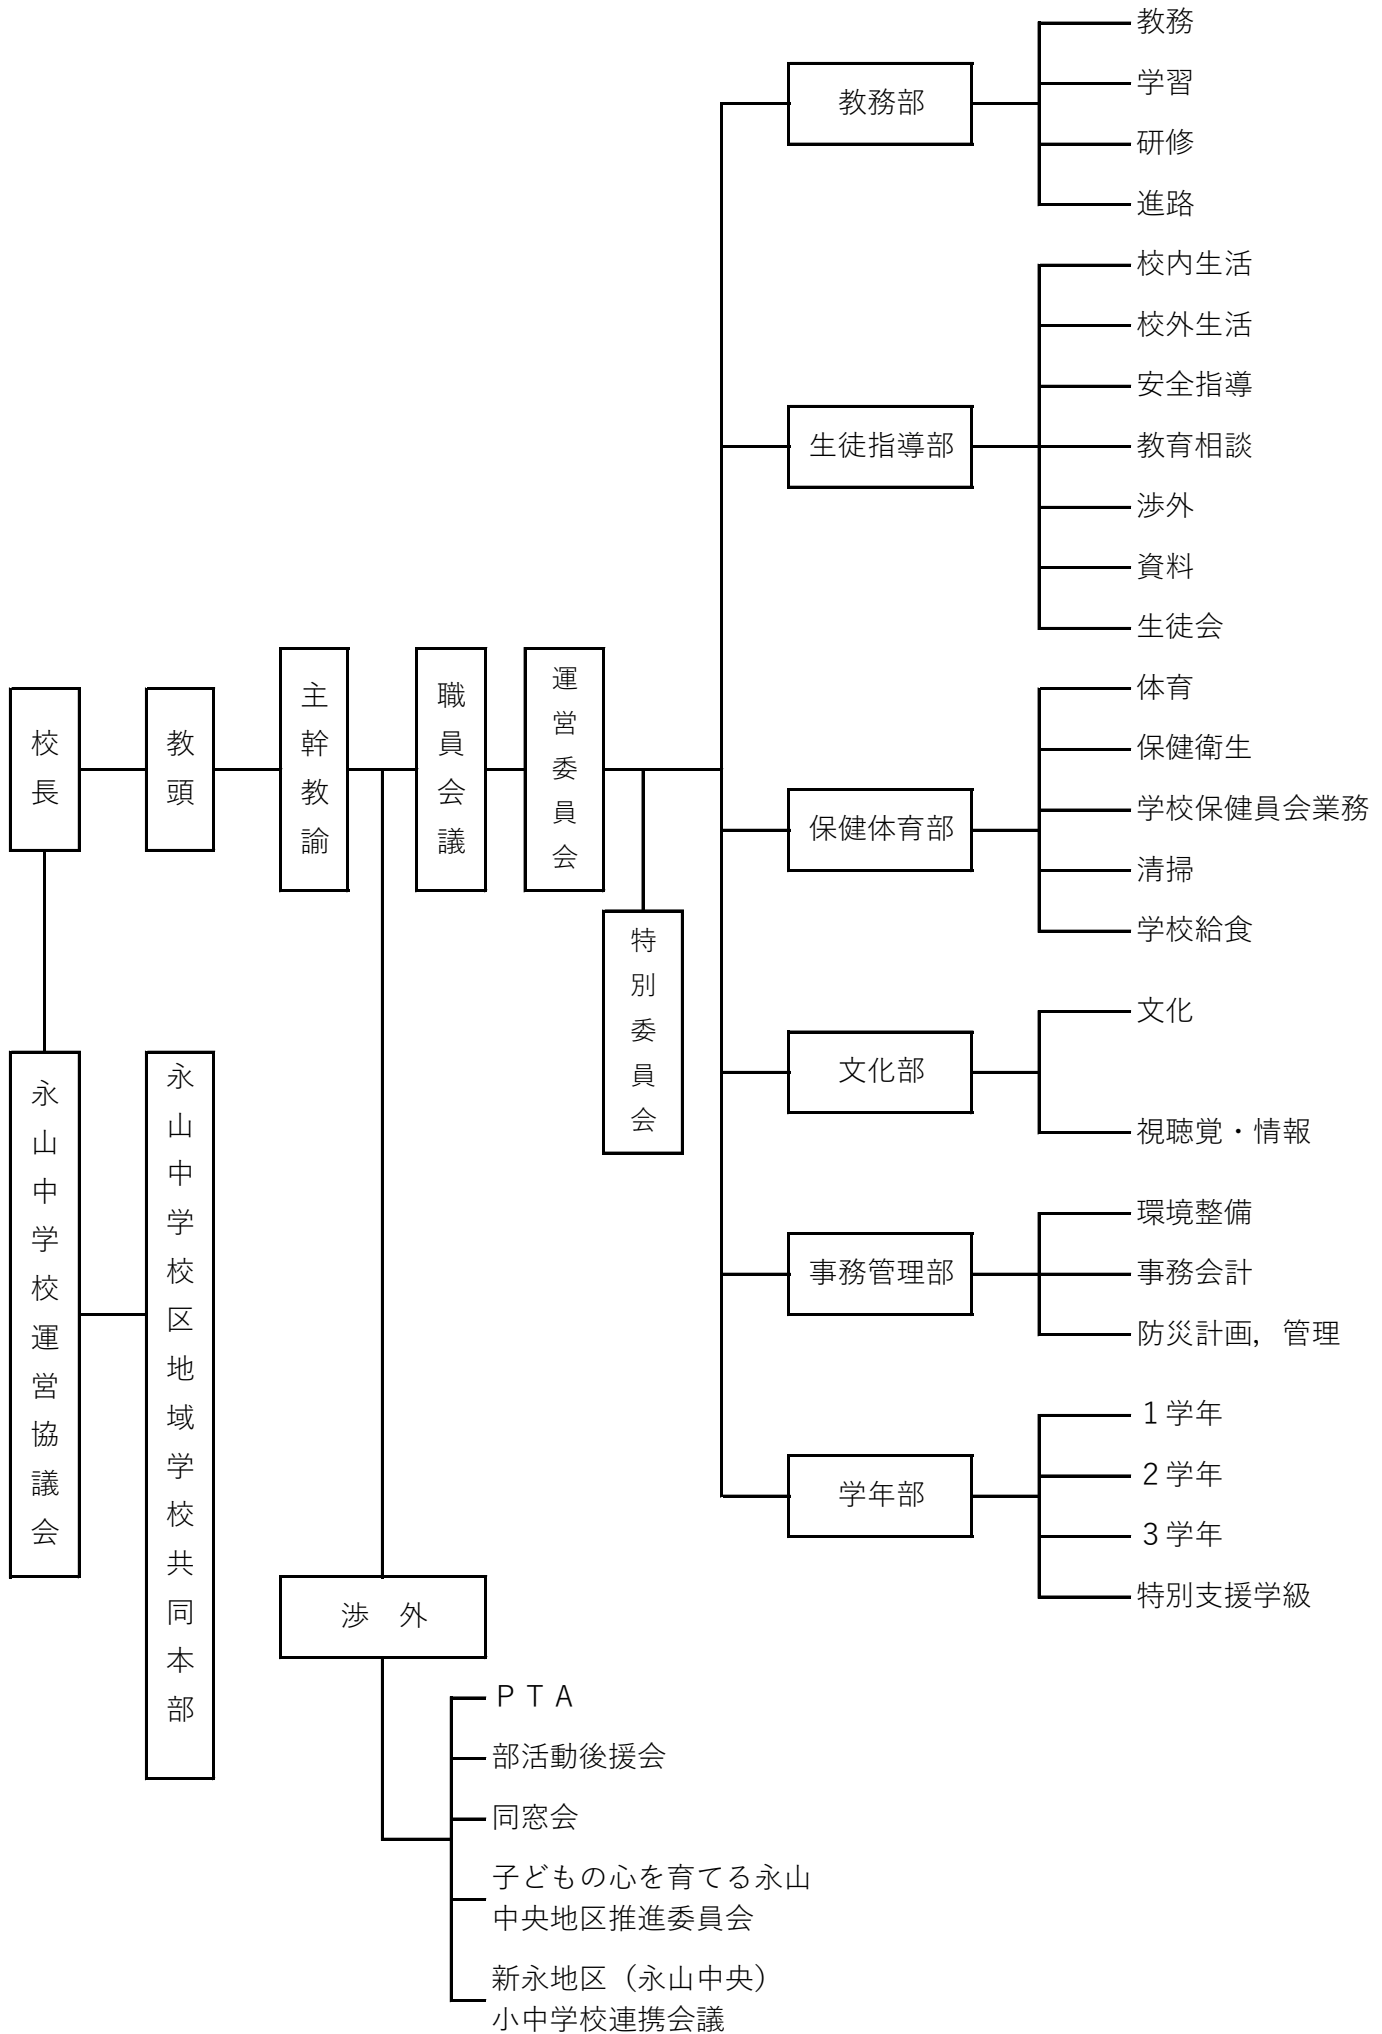 校長
教頭
主幹教諭
職員会議
運営委員会
特別委員会
永山中学校運営協議会
永山中学校区地域学校共同本部
教務部
教務
学習
研修
進路
生徒指導部
校内生活
校外生活
安全指導
教育相談
渉外
資料
生徒会
保健体育部
体育
保健衛生
学校保健員会業務
清掃
学校給食
文化部
文化
視聴覚・情報
事務管理部
環境整備
事務会計
防災計画，管理
学年部
１学年
２学年
３学年
特別支援学級
渉　外
ＰＴＡ
部活動後援会
同窓会
子どもの心を育てる永山
中央地区推進委員会
新永地区（永山中央）
小中学校連携会議